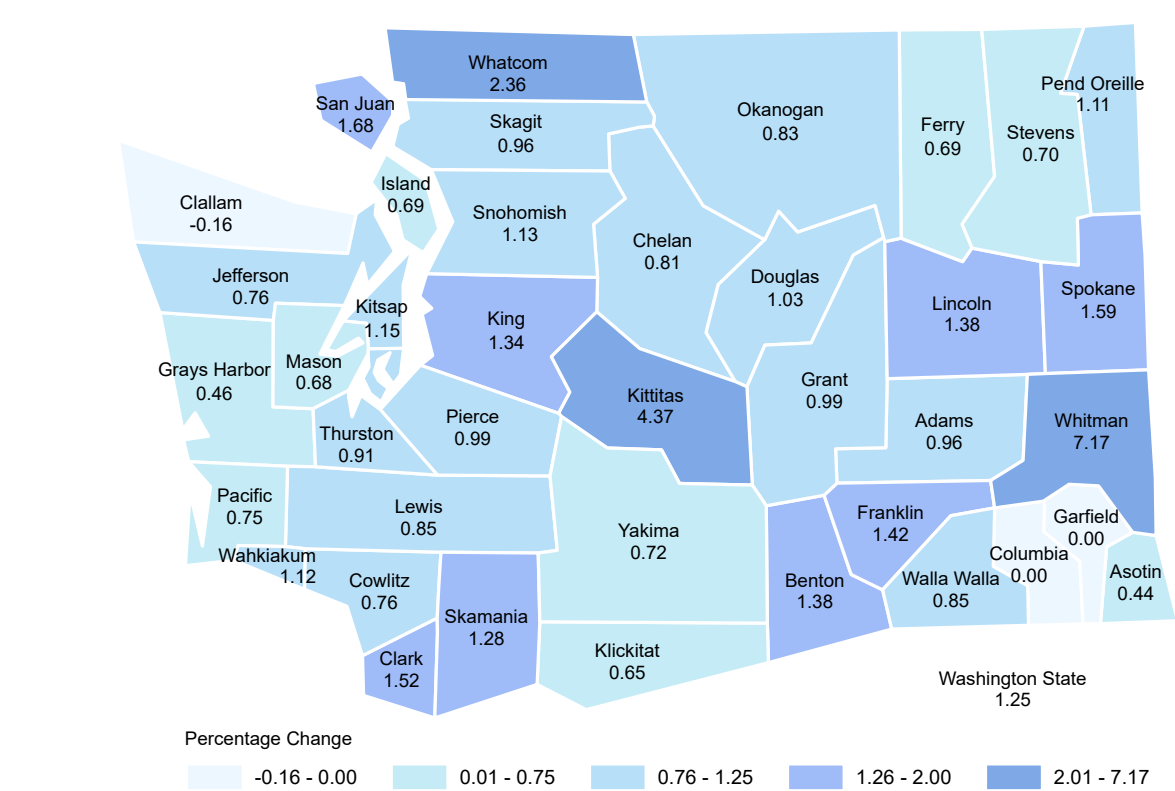 Whatcom
2.36
San Juan
1.68
Skagit
0.96
Okanogan
0.83
Ferry
0.69
Stevens
0.70
Pend Oreille
1.11
Clallam
-0.16
Island
0.69
Snohomish
1.13
Chelan
0.81
Jefferson
0.76
Kitsap
1.15
Douglas
1.03
Lincoln
1.38
Spokane
1.59
King
1.34
Grays Harbor
0.46
Mason
0.68
Kittitas
4.37
Grant
0.99
Pierce
0.99
Thurston
0.91
Adams
0.96
Whitman
7.17
Pacific
0.75
Lewis
0.85
Yakima
0.72
Franklin
1.42
Garfield
0.00
Columbia
0.00
Wahkiakum
1.12
Cowlitz
0.76
Skamania
1.28
Benton
1.38
Walla Walla
0.85
Asotin
0.44
Clark
1.52
Klickitat
0.65
Washington State
1.25
Percentage Change
-0.16 - 0.00
0.01 - 0.75
0.76 - 1.25
1.26 - 2.00
2.01 - 7.17